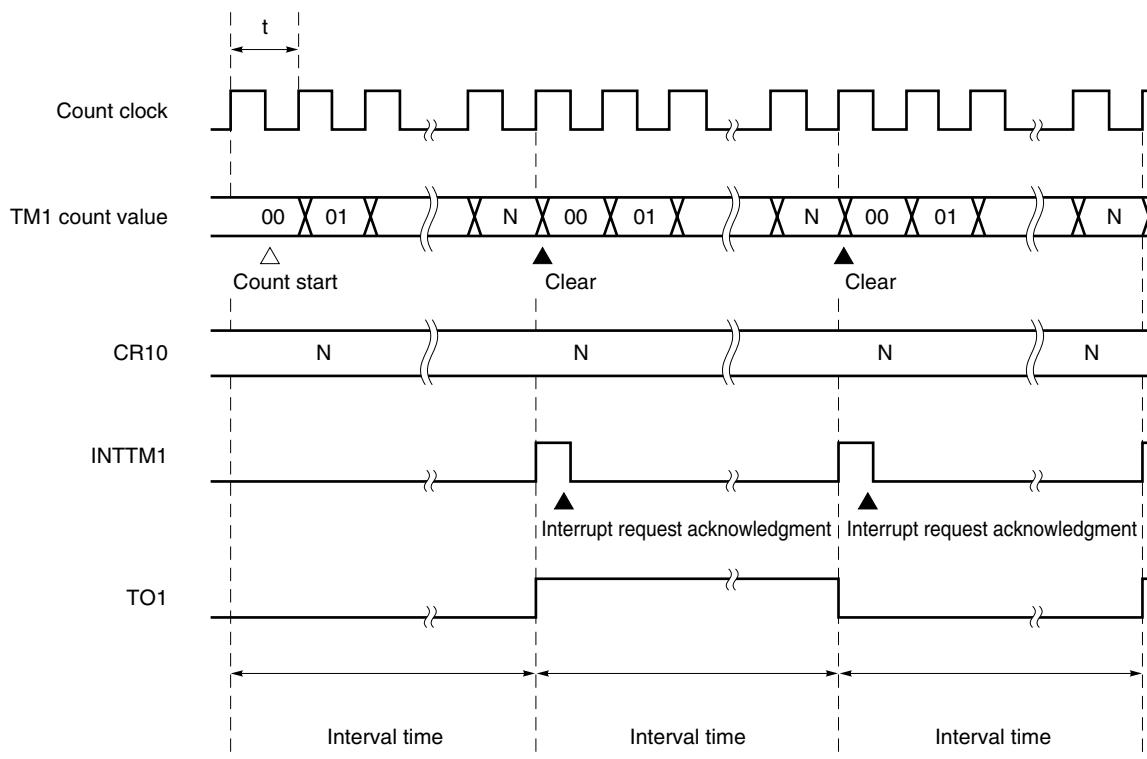 t
Count clock
TM1 count value 00 01 N 00 01 N 00 01 N
Count start Clear Clear
CR10 N N N N
INTTM1
Interrupt request acknowledgment Interrupt request acknowledgment
TO1
Interval time Interval time Interval time